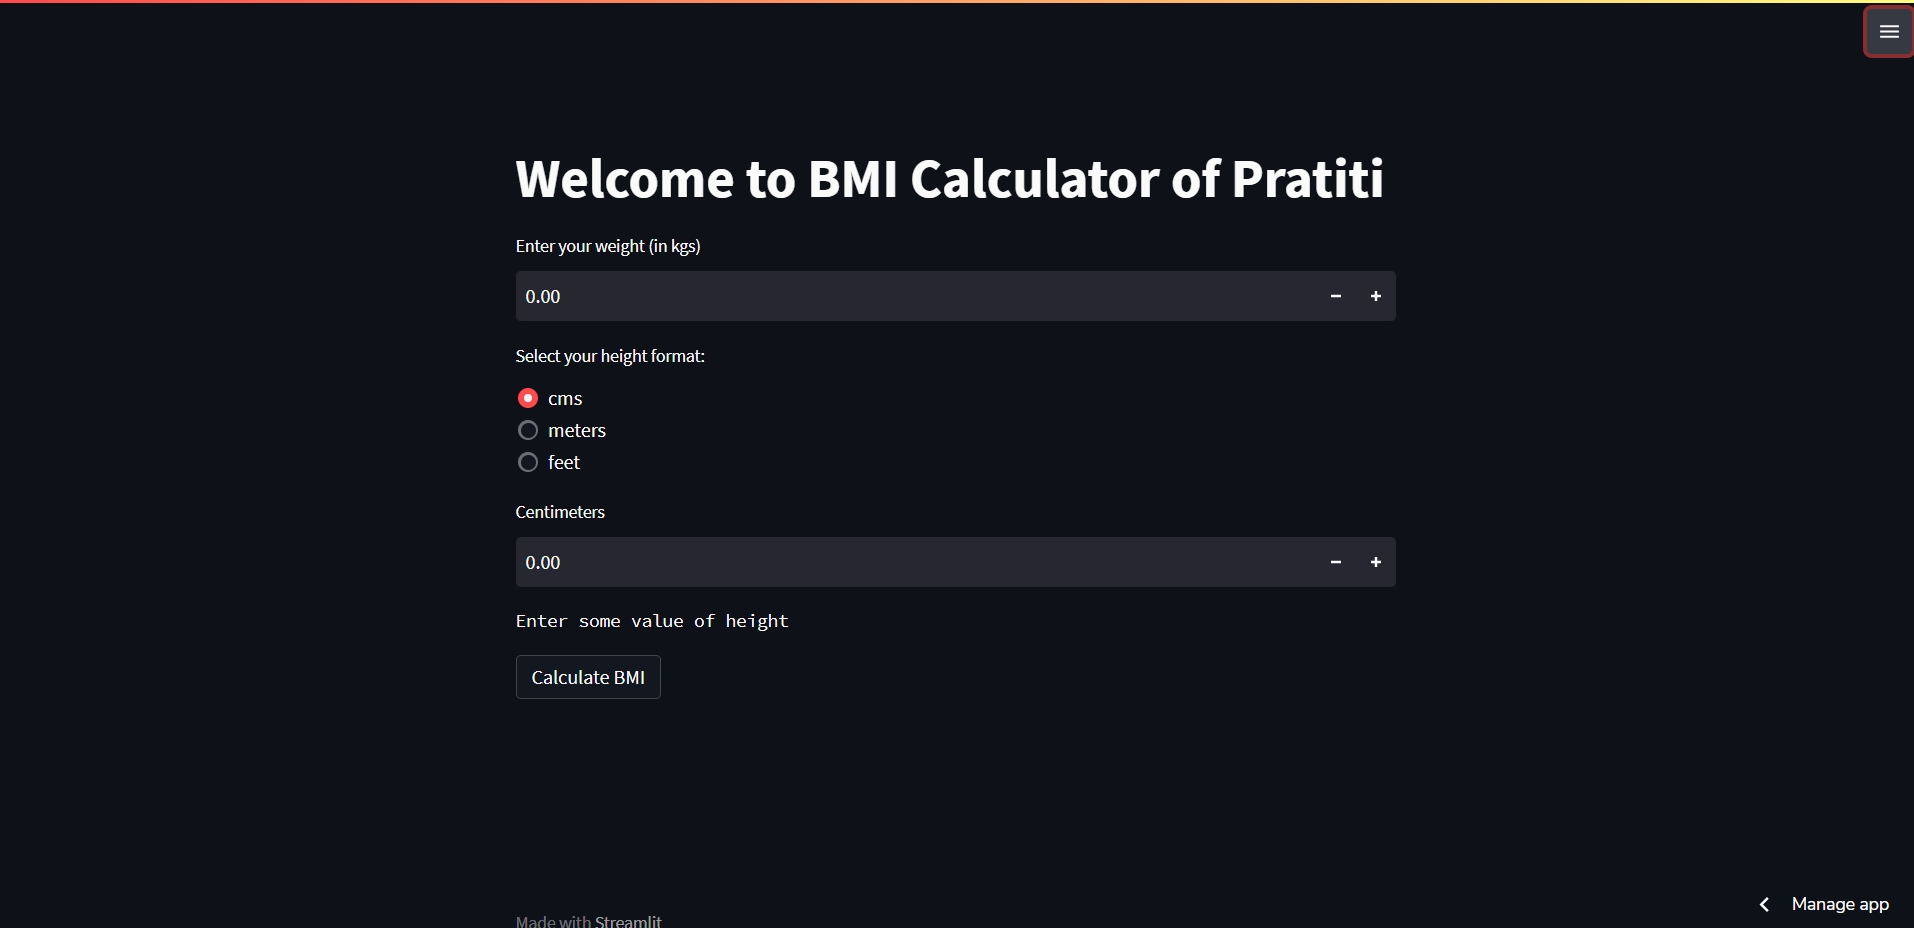 Welcome to BMI Calculator of Pratiti
Enter your weight (in kgs)
0.00
Select your height format:
cms
meters
feet
Centimeters
0.00
Enter some value of height
Calculate BMI
Manage app
Made with Streamlit